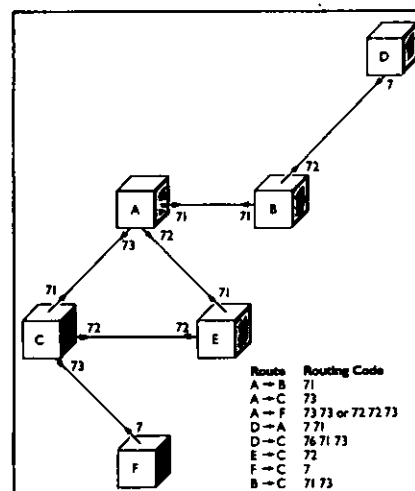 D
7
72
A
71
71
B
73
72
71
71
C
72
72
E
73
7
F
Route Routing Code
A → B 71
A → C 73
A → F 73 73 or 72 72 73
D → A 7 71
D → C 76 71 73
E → C 72
F → C 7
B → C 71 73